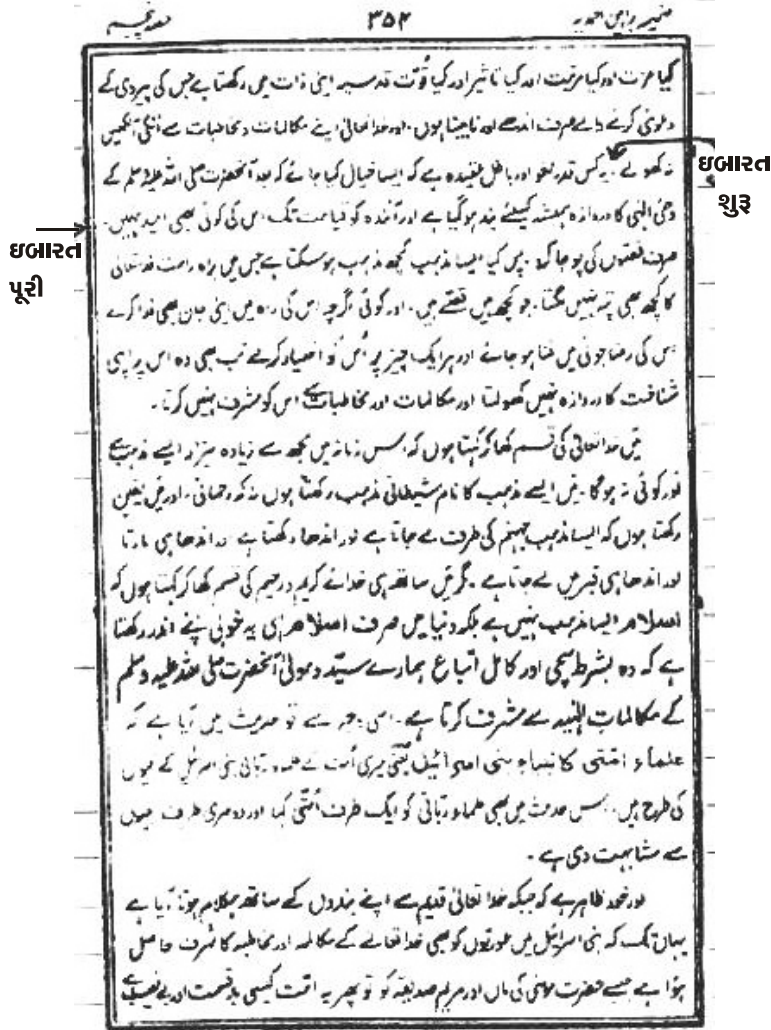 ضمیمہ براہین احمدیہ ۳۵۴ حصہ پنجم
کیا عزت اور کیا مرتبت اور کیا تاثیر اور کیا قوت قدسیہ اپنی ذات میں رکھتا ہے جس کی پیروی کے
دعویٰ کرنے والے صرف اندھے اور نابینا ہوں۔ اور خدا تعالیٰ اپنے مکالمات و مخاطبات سے انکی آنکھیں
نہ کھولے۔ یہ کس قدر لغو اور باطل عقیدہ ہے کہ ایسا خیال کیا جائے کہ بعد آنحضرت صلی اللہ علیہ وسلم کے
ઇબારત
શુરૂ
وحی الٰہی کا دروازہ ہمیشہ کیلئے بند ہو گیا ہے اور آئندہ کو قیامت تک اس کی کوئی بھی امید نہیں۔
ઇબારત
પૂરી
صرف قصوں کی پوجا کرو۔ پس کیا ایسا مذہب کچھ مذہب ہو سکتا ہے جس میں براہ راست خدا تعالیٰ
کا کچھ بھی پتہ نہیں لگتا۔ جو کچھ ہیں قصے ہیں۔ اور کوئی اگرچہ اس کی راہ میں اپنی جان بھی فدا کرے
اس کی رضا جوئی میں فنا ہو جائے اور ہر ایک چیز پر اُس کو اختیار کرلے تب بھی وہ اس پر اپنی
شناخت کا دروازہ نہیں کھولتا اور مکالمات اور مخاطبات سے اس کو مشرف نہیں کرتا۔
میں خدا تعالیٰ کی قسم کھا کر کہتا ہوں کہ اس زمانہ میں مجھ سے زیادہ بیزار ایسے مذہب سے
اور کوئی نہ ہوگا۔ میں ایسے مذہب کا نام شیطانی مذہب رکھتا ہوں نہ کہ رحمانی۔ اور میں یقین
رکھتا ہوں کہ ایسا مذہب جہنم کی طرف لے جاتا ہے اور اندھا رکھتا ہے اور اندھا ہی مارتا
اور اندھا ہی قبر میں لے جاتا ہے۔ مگر میں ساتھ ہی خدائے کریم و رحیم کی قسم کھا کر کہتا ہوں کہ
اسلام ایسا مذہب نہیں ہے بلکہ دنیا میں صرف اسلام ہی یہ خوبی اپنے اندر رکھتا
ہے کہ وہ بشرط سچی اور کامل اتباع ہمارے سیّد و مولیٰ آنحضرت صلی اللہ علیہ وسلم
کے مکالمات الٰہیہ سے مشرف کرتا ہے۔ اسی وجہ سے تو حدیث میں آیا ہے کہ
علماء امتی کانبیاء بنی اسرائیل یعنی میری اُمت کے علماء ربانی بنی اسرائیل کے نبیوں
کی طرح ہیں۔ اس حدیث میں بھی علماء ربانی کو ایک طرف اُمتی کہا اور دوسری طرف نبیوں
سے مشابہت دی ہے۔
اور خود ظاہر ہے کہ جبکہ خدا تعالیٰ قدیم سے اپنے بندوں کے ساتھ ہمکلام ہوتا آیا ہے
یہاں تک کہ بنی اسرائیل میں عورتوں کو بھی خدا تعالیٰ کے مکالمہ اور مخاطبہ کا شرف حاصل
ہوا ہے جیسے حضرت موسیٰ کی ماں اور مریم صدیقہ کو تو پھر یہ امت کیسی بد قسمت اور بے نصیب ہے